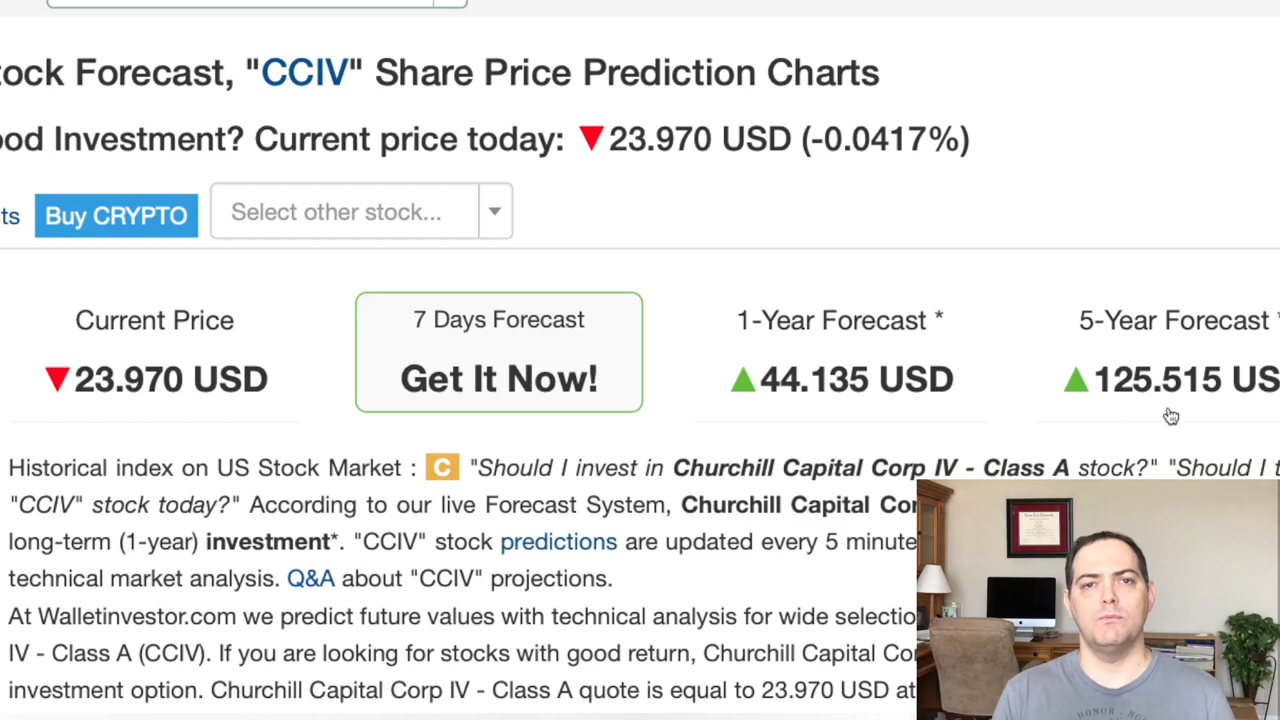 tock Forecast, "CCIV" Share Price Prediction Charts
ood Investment? Current price today: ▼23.970 USD (-0.0417%)
ts Buy CRYPTO Select other stock...
Current Price 7 Days Forecast 1-Year Forecast * 5-Year Forecast *
▼23.970 USD Get It Now! ▲44.135 USD ▲125.515 US
Historical index on US Stock Market : C "Should I invest in Churchill Capital Corp IV - Class A stock?" "Should I t
"CCIV" stock today?" According to our live Forecast System, Churchill Capital Cor
long-term (1-year) investment*. "CCIV" stock predictions are updated every 5 minute
technical market analysis. Q&A about "CCIV" projections.
At Walletinvestor.com we predict future values with technical analysis for wide selectio
IV - Class A (CCIV). If you are looking for stocks with good return, Churchill Capital Co
investment option. Churchill Capital Corp IV - Class A quote is equal to 23.970 USD at
HONOR - NO